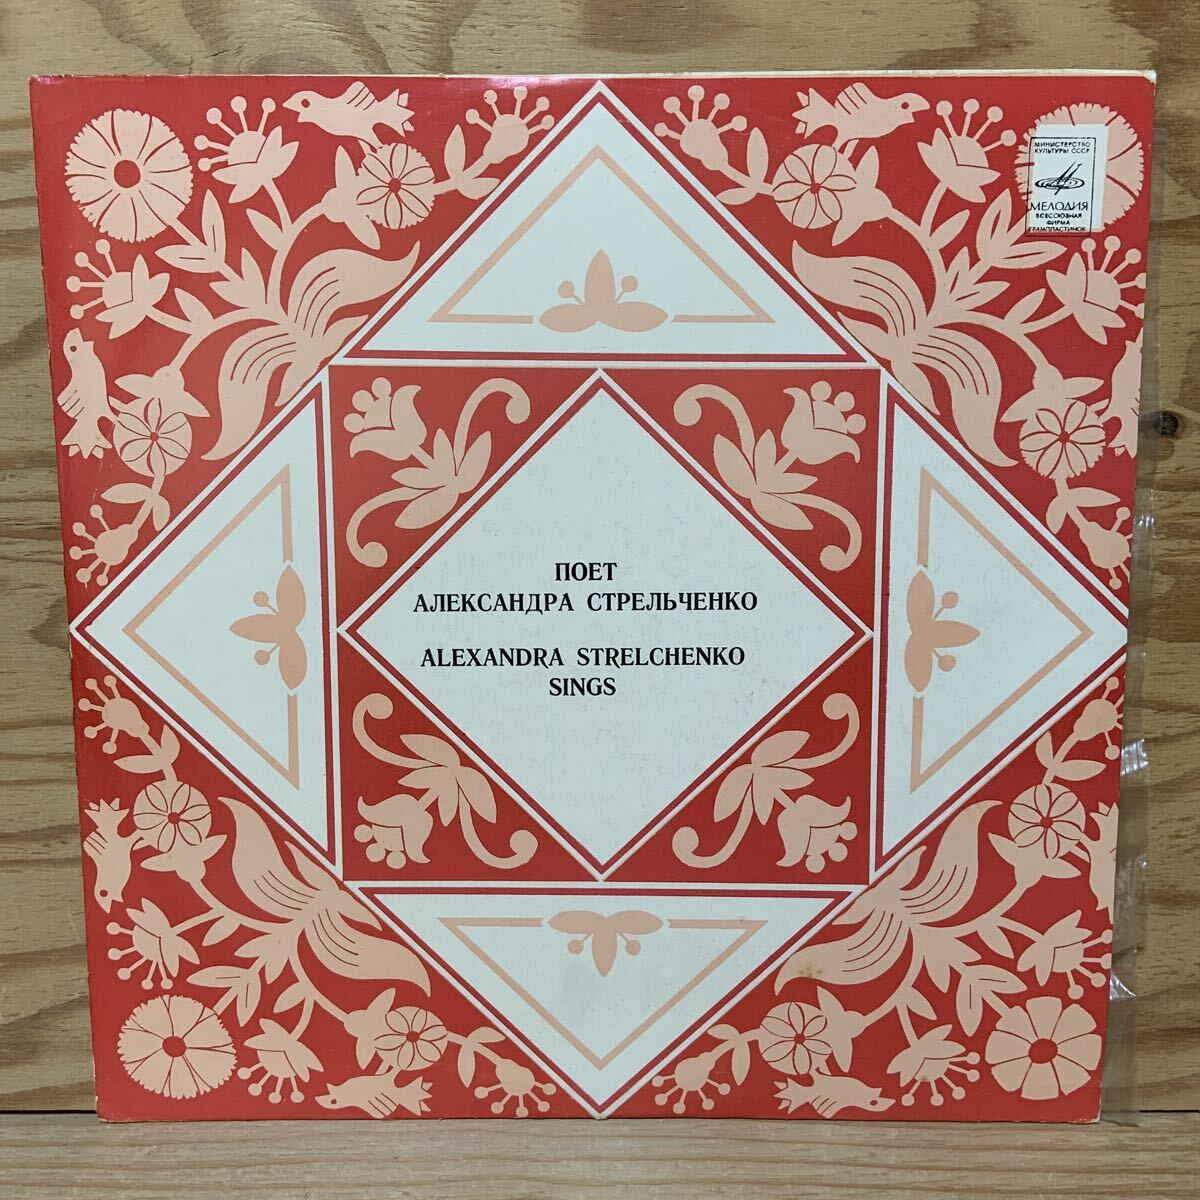 МИНИСТЕРСТВО
КУЛЬТУРЫ СССР
МЕЛОДИЯ
ВСЕСОЮЗНАЯ
ФИРМА
ГРАМПЛАСТИНОК
ПОЕТ
АЛЕКСАНДРА СТРЕЛЬЧЕНКО
ALEXANDRA STRELCHENKO
SINGS